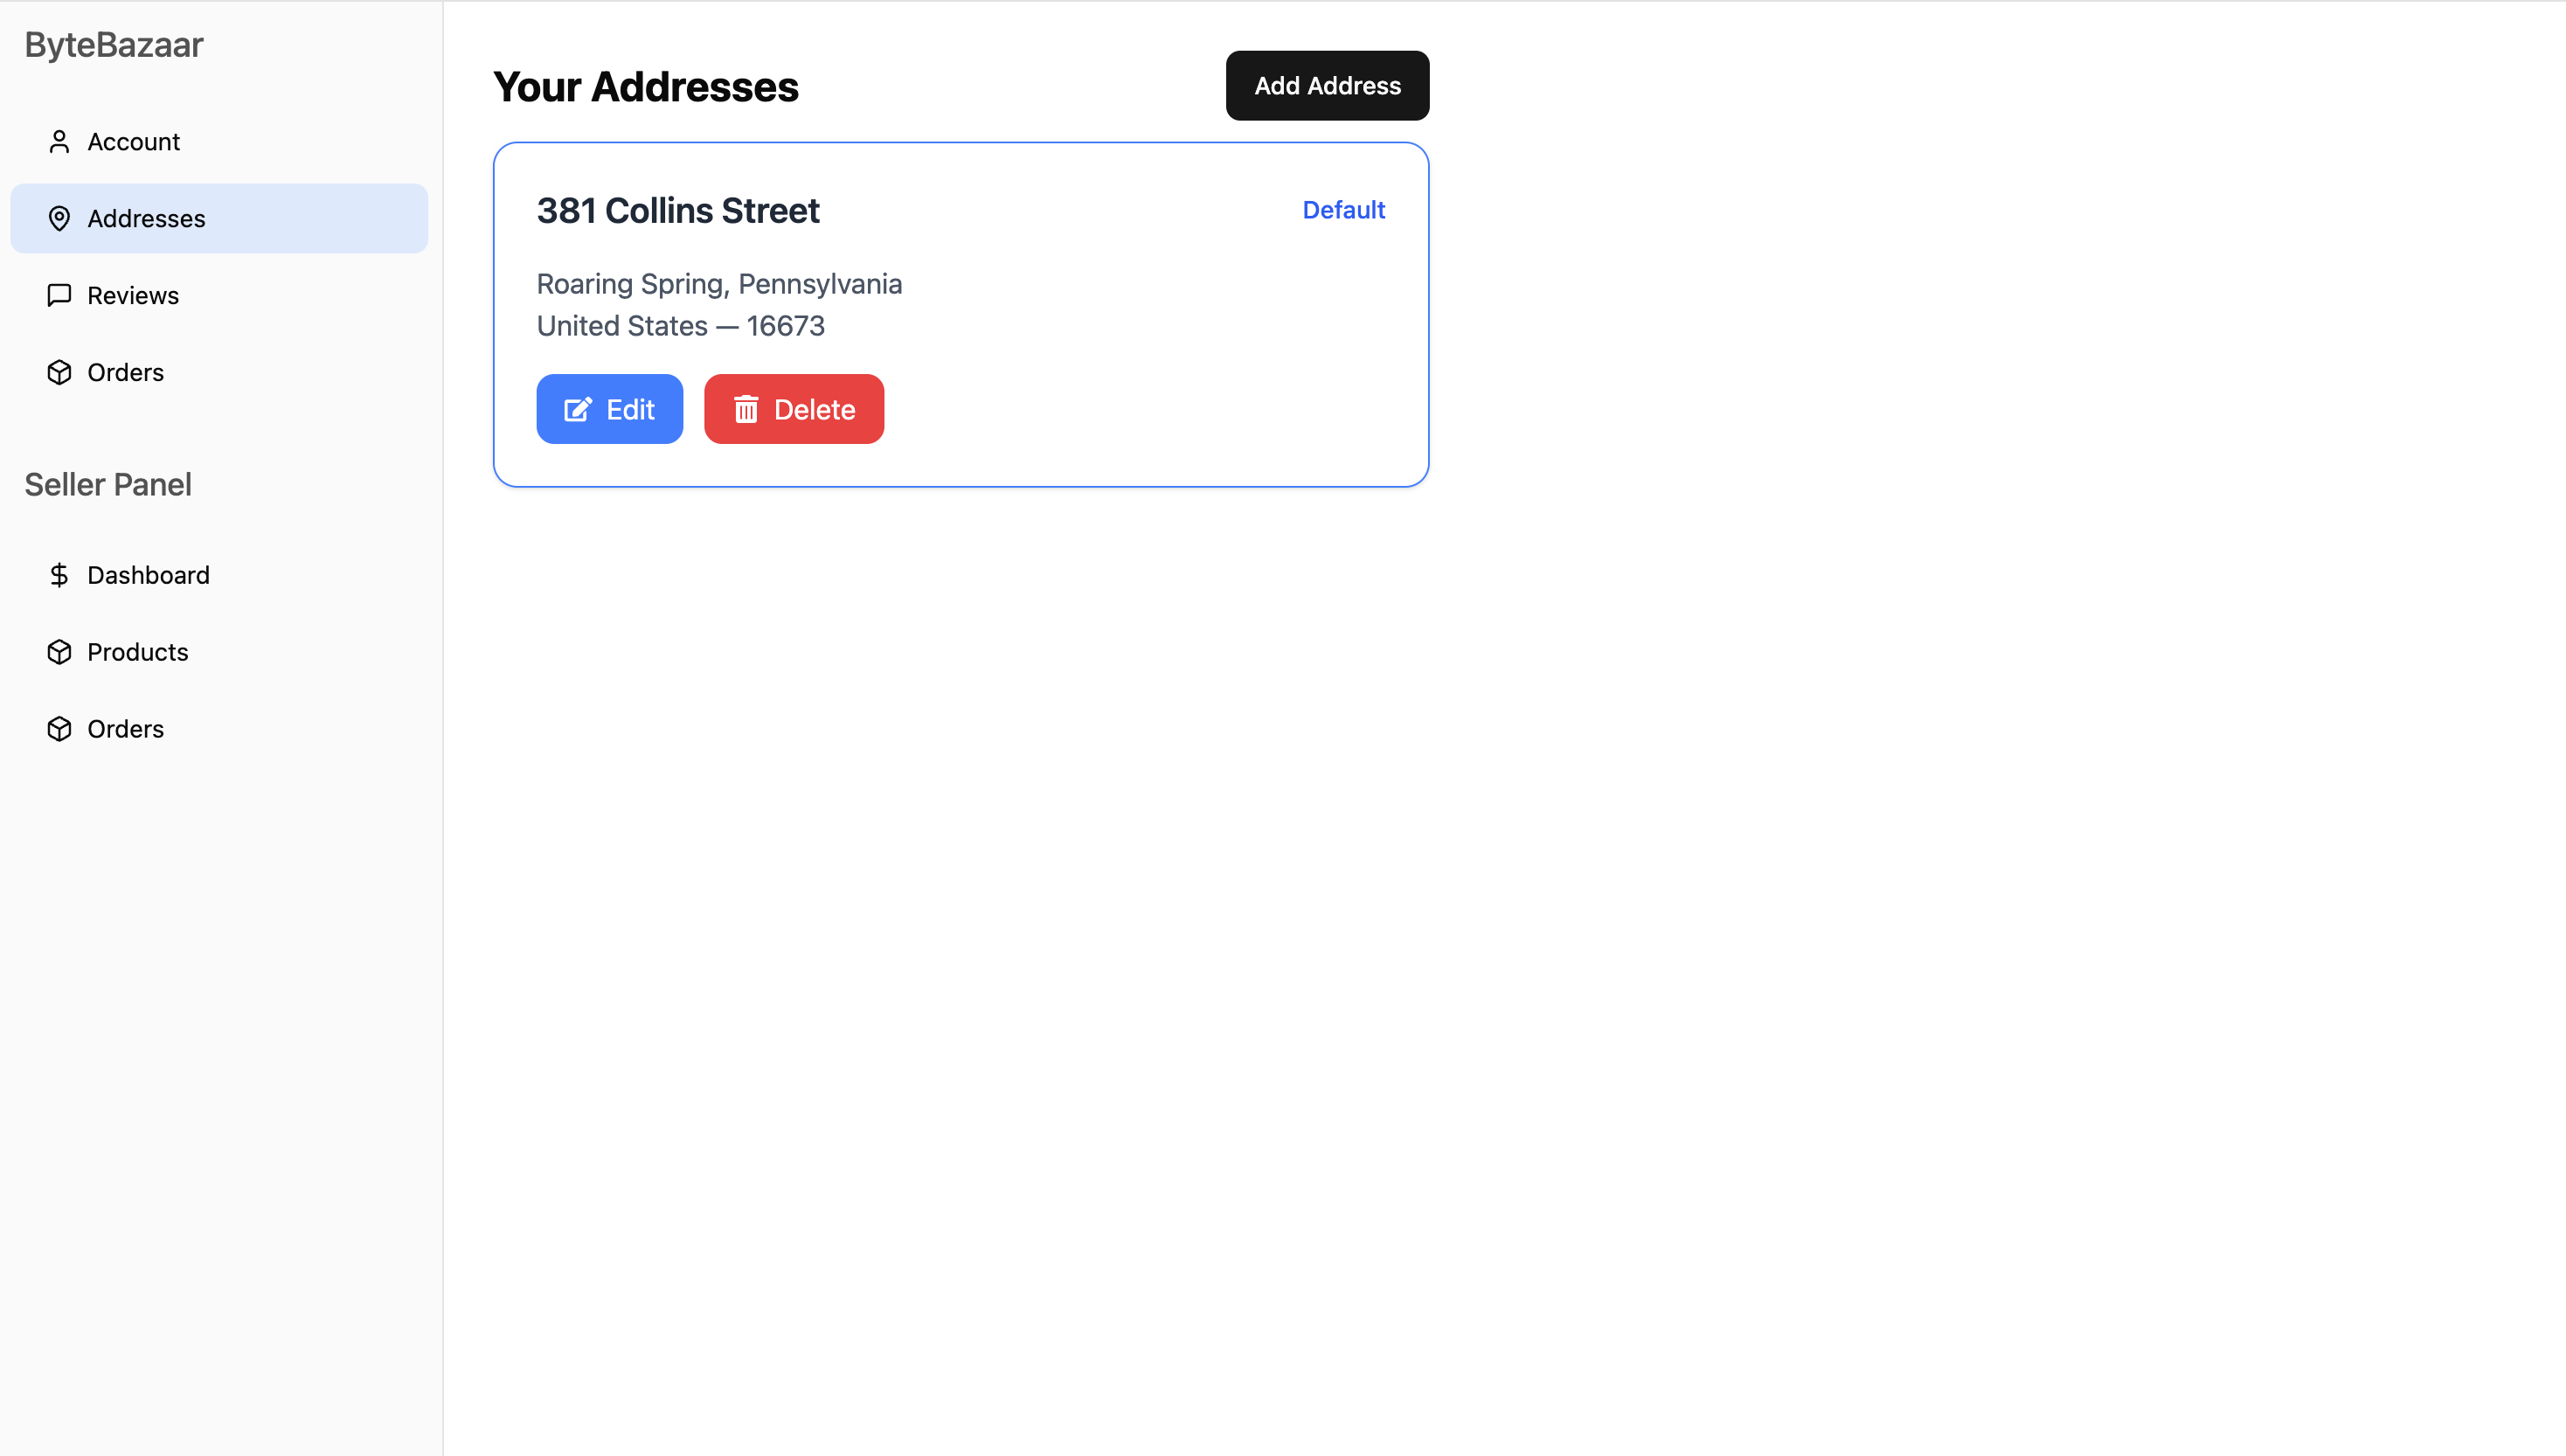 ByteBazaar
Account
Addresses
Reviews
Orders
Seller Panel
Dashboard
Products
Orders
Your Addresses
Add Address
381 Collins Street
Default
Roaring Spring, Pennsylvania
United States — 16673
Edit
Delete